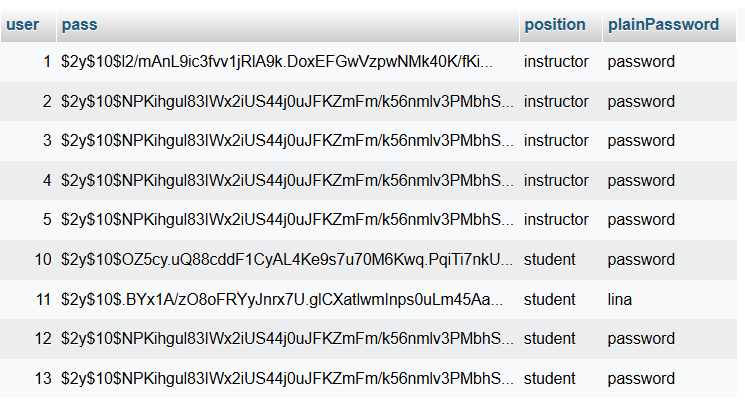 user pass position plainPassword
1 $2y$10$l2/mAnL9ic3fvv1jRlA9k.DoxEFGwVzpwNMk40K/fKi... instructor password
2 $2y$10$NPKihgul83IWx2iUS44j0uJFKZmFm/k56nmlv3PMbhS... instructor password
3 $2y$10$NPKihgul83IWx2iUS44j0uJFKZmFm/k56nmlv3PMbhS... instructor password
4 $2y$10$NPKihgul83IWx2iUS44j0uJFKZmFm/k56nmlv3PMbhS... instructor password
5 $2y$10$NPKihgul83IWx2iUS44j0uJFKZmFm/k56nmlv3PMbhS... instructor password
10 $2y$10$OZ5cy.uQ88cddF1CyAL4Ke9s7u70M6Kwq.PqiTi7nkU... student password
11 $2y$10$.BYx1A/zO8oFRYyJnrx7U.glCXatlwmInps0uLm45Aa... student lina
12 $2y$10$NPKihgul83IWx2iUS44j0uJFKZmFm/k56nmlv3PMbhS... student password
13 $2y$10$NPKihgul83IWx2iUS44j0uJFKZmFm/k56nmlv3PMbhS... student password